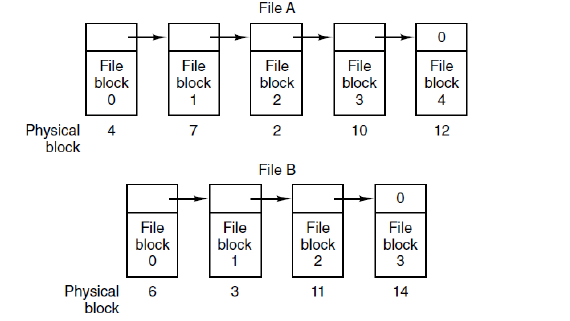 File A
0
File File File File File
block block block block block
0 1 2 3 4
Physical 4 7 2 10 12
block
File B
0
File File File File
block block block block
0 1 2 3
Physical 6 3 11 14
block